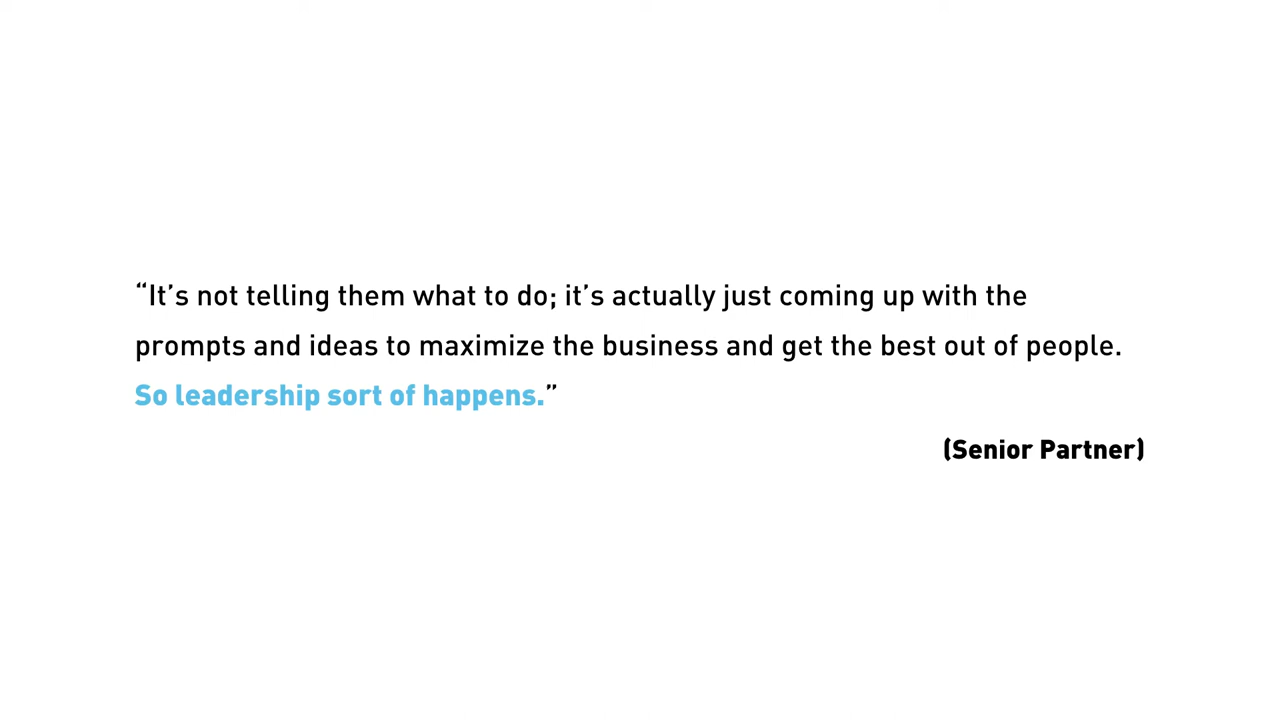 “It’s not telling them what to do; it’s actually just coming up with the
prompts and ideas to maximize the business and get the best out of people.
So leadership sort of happens.”
(Senior Partner)